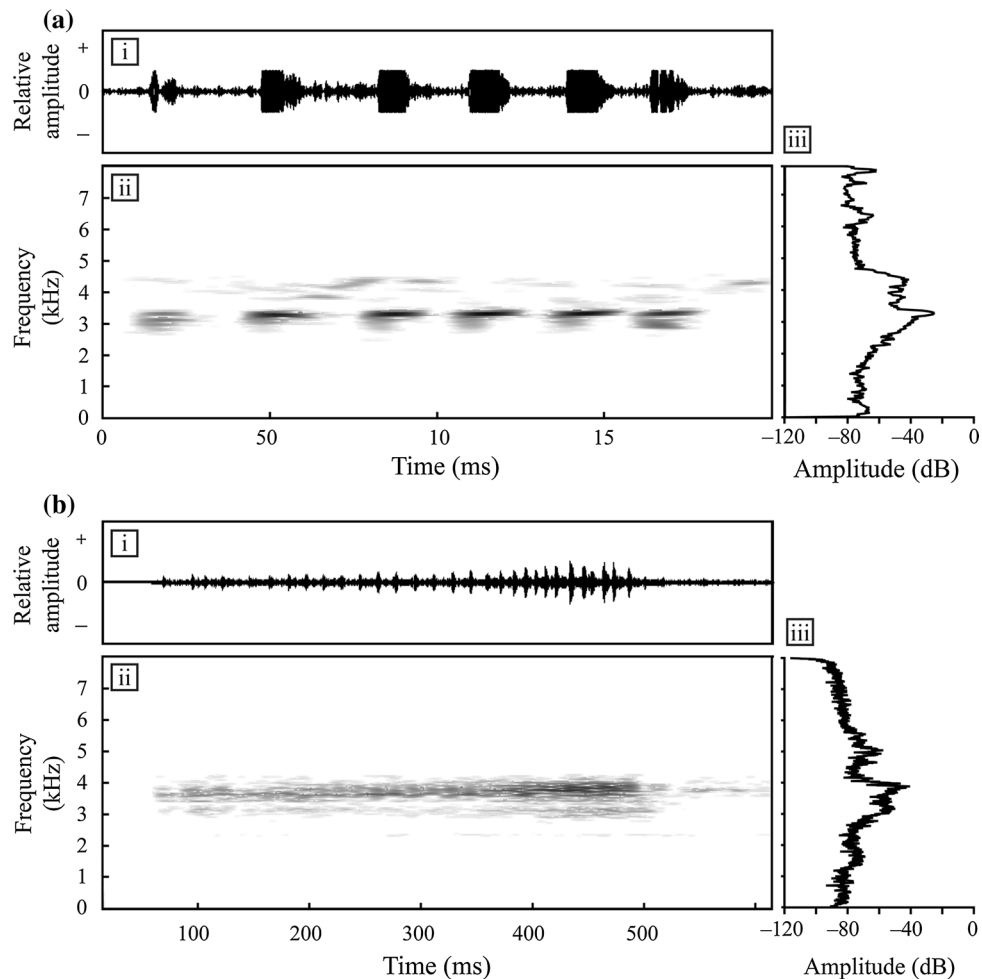 (a)
i
Relative
amplitude
+
0
–
iii
ii
Frequency
(kHz)
7
6
5
4
3
2
1
0
0 50 10 15
Time (ms)
–120 –80 –40 0
Amplitude (dB)
(b)
i
Relative
amplitude
+
0
–
iii
ii
Frequency
(kHz)
7
6
5
4
3
2
1
0
100 200 300 400 500
Time (ms)
–120 –80 –40 0
Amplitude (dB)